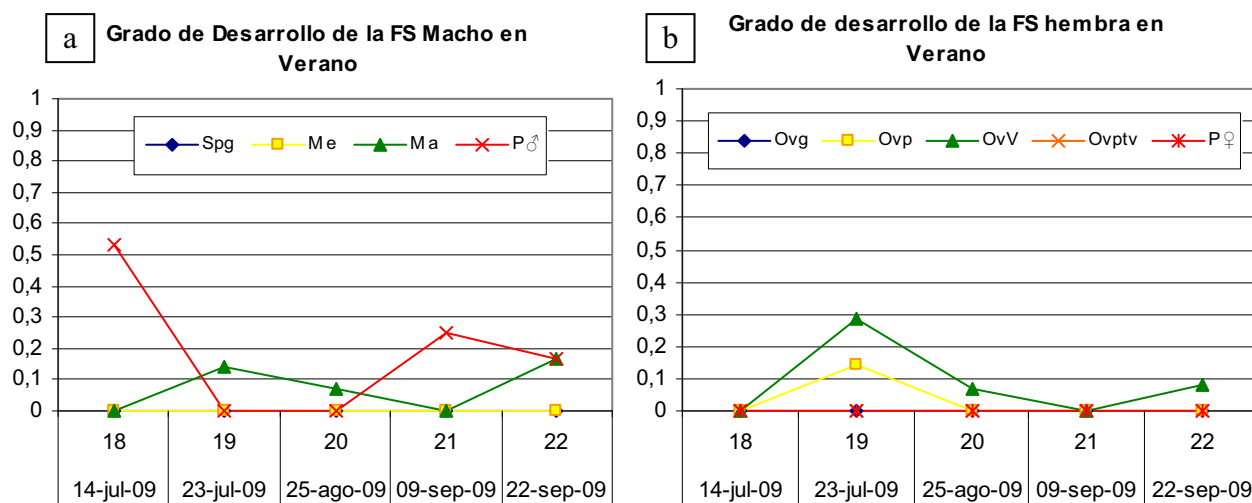 a
Grado de Desarrollo de la FS Macho en
Verano
1
0,9
0,8
0,7
0,6
0,5
0,4
0,3
0,2
0,1
0
Spg Me Ma P♂
18 19 20 21 22
14-jul-09 23-jul-09 25-ago-09 09-sep-09 22-sep-09
b
Grado de desarrollo de la FS hembra en
Verano
1
0,9
0,8
0,7
0,6
0,5
0,4
0,3
0,2
0,1
0
Ovg Ovp OvV Ovptv P♀
18 19 20 21 22
14-jul-09 23-jul-09 25-ago-09 09-sep-09 22-sep-09